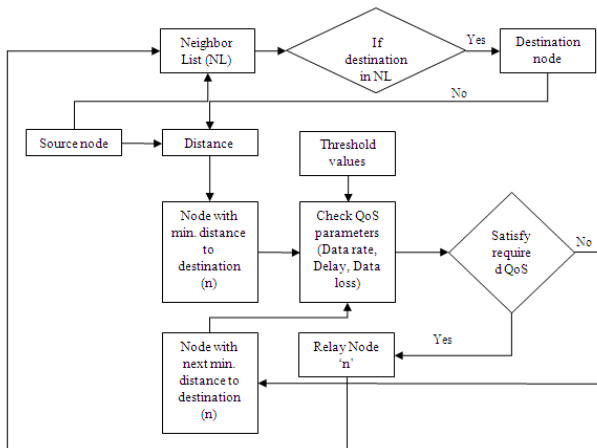 Neighbor
List (NL)
If
destination
in NL
Yes
Destination
node
No
Source node
Distance
Threshold
values
Node with
min. distance
to
destination
(n)
Check QoS
parameters
(Data rate,
Delay, Data
loss)
Satisfy
require
d QoS
No
Yes
Node with
next min.
distance to
destination
(n)
Relay Node
‘n’